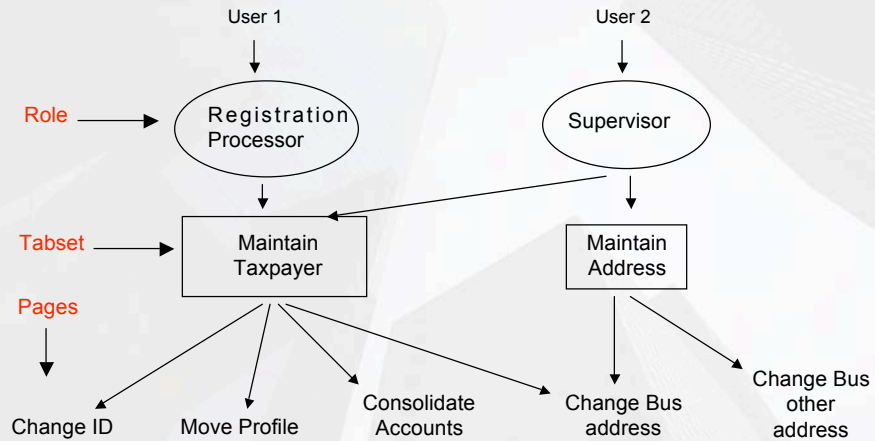 User 1
User 2
Role
Registration
Processor
Supervisor
Tabset
Maintain
Taxpayer
Maintain
Address
Pages
Change ID
Move Profile
Consolidate
Accounts
Change Bus
address
Change Bus
other
address